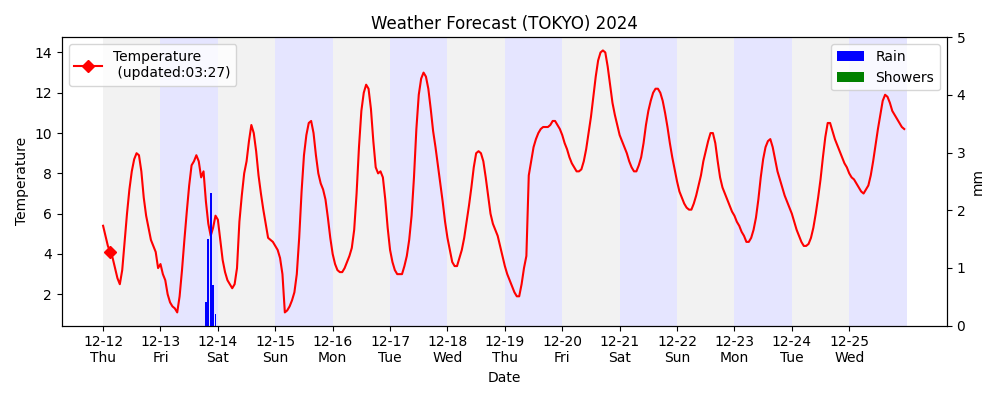 Weather Forecast (TOKYO) 2024
Temperature
(updated:03:27)
Rain
Showers
Temperature
14
12
10
8
6
4
2
5
4
3
2
1
0
mm
12-12 12-13 12-14 12-15 12-16 12-17 12-18 12-19 12-20 12-21 12-22 12-23 12-24 12-25
Thu Fri Sat Sun Mon Tue Wed Thu Fri Sat Sun Mon Tue Wed
Date